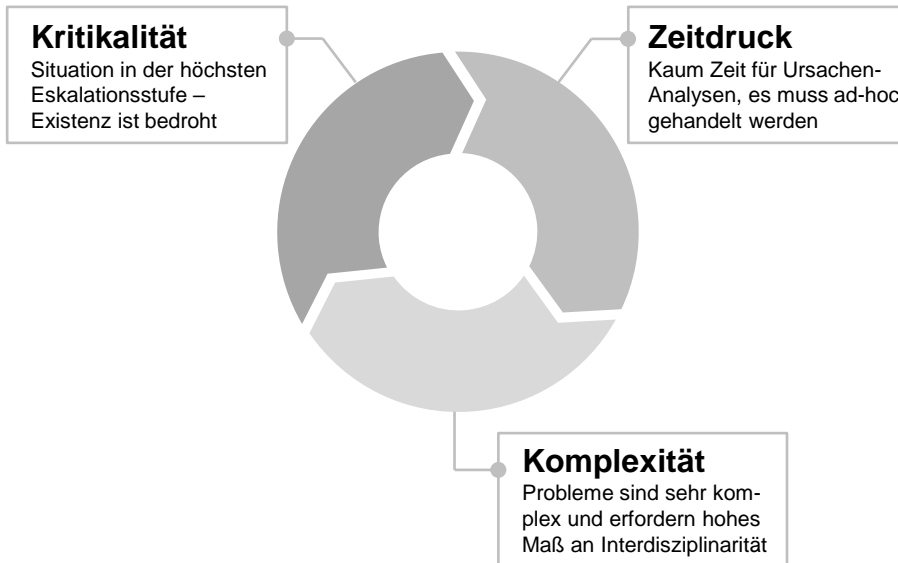 Kritikalität
Situation in der höchsten
Eskalationsstufe –
Existenz ist bedroht
Zeitdruck
Kaum Zeit für Ursachen-
Analysen, es muss ad-hoc
gehandelt werden
Komplexität
Probleme sind sehr kom-
plex und erfordern hohes
Maß an Interdisziplinarität